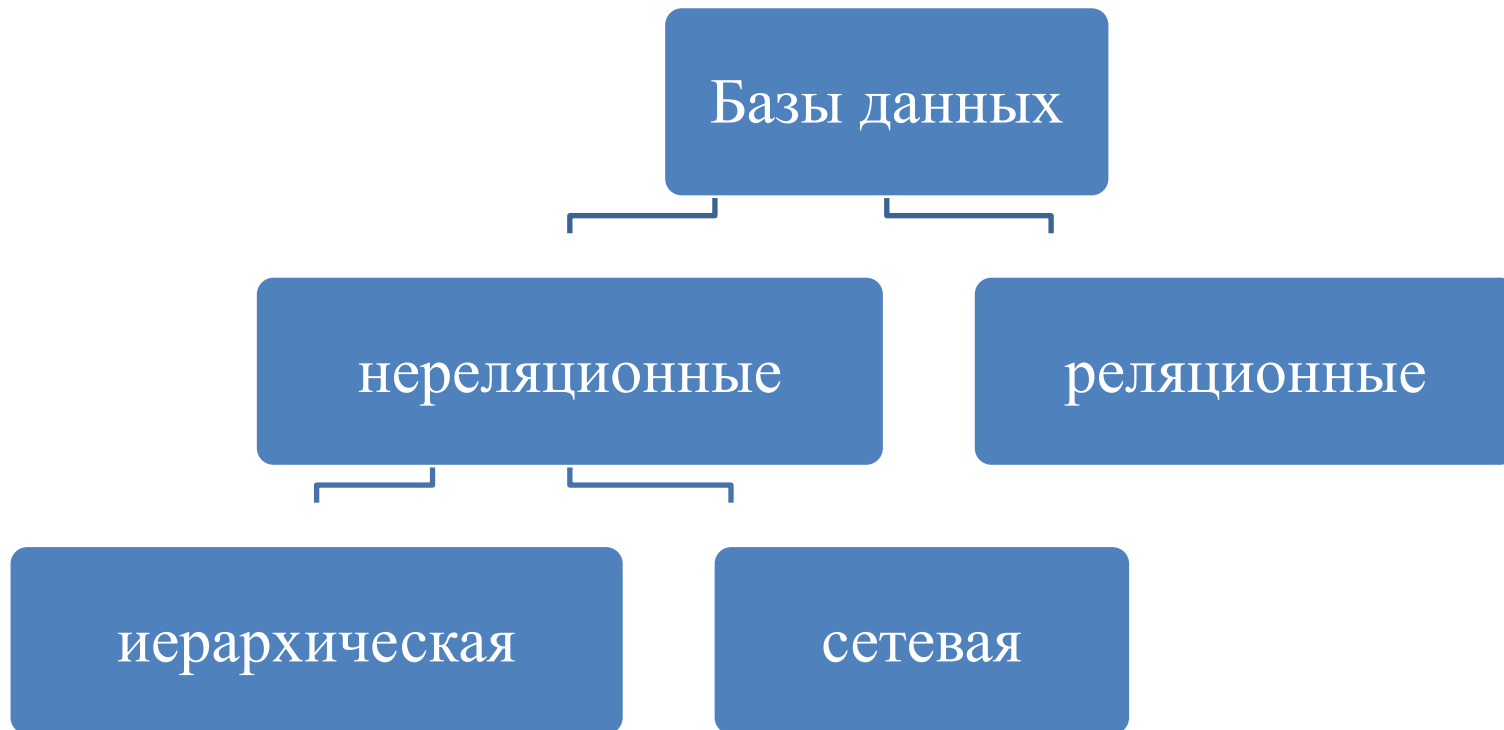 Базы данных
нереляционные
реляционные
иерархическая
сетевая